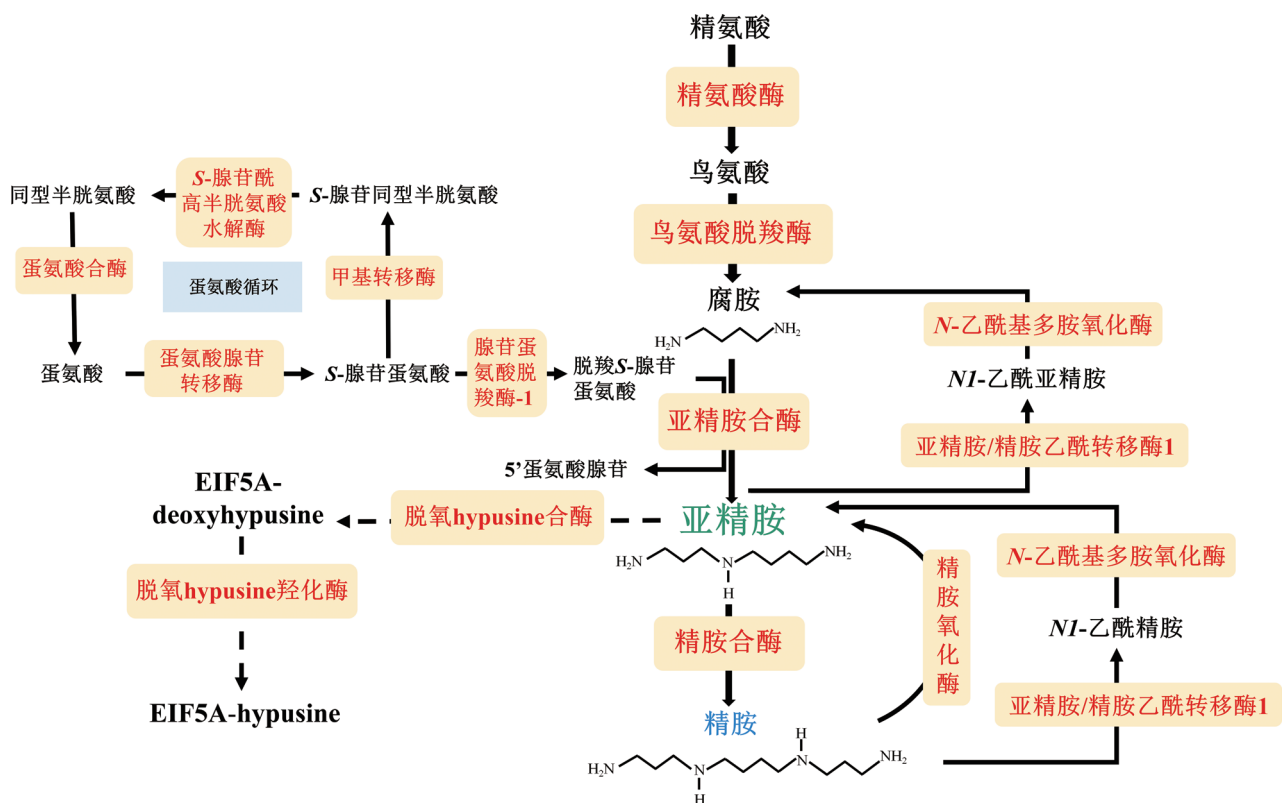 精氨酸
精氨酸酶
鸟氨酸
鸟氨酸脱羧酶
腐胺
H₂N
NH₂
同型半胱氨酸
S-腺苷酰
高半胱氨酸
水解酶
S-腺苷同型半胱氨酸
蛋氨酸合酶
蛋氨酸循环
甲基转移酶
蛋氨酸
蛋氨酸腺苷
转移酶
S-腺苷蛋氨酸
腺苷蛋
氨酸脱
羧酶-1
脱羧S-腺苷
蛋氨酸
亚精胺合酶
5’蛋氨酸腺苷
N-乙酰基多胺氧化酶
N1-乙酰亚精胺
亚精胺/精胺乙酰转移酶1
EIF5A-
deoxyhypusine
脱氧hypusine合酶
亚精胺
H₂N
N
H
NH₂
脱氧hypusine羟化酶
EIF5A-hypusine
精胺合酶
精胺氧化酶
N-乙酰基多胺氧化酶
N1-乙酰精胺
亚精胺/精胺乙酰转移酶1
精胺
H₂N
N
H
H
N
NH₂